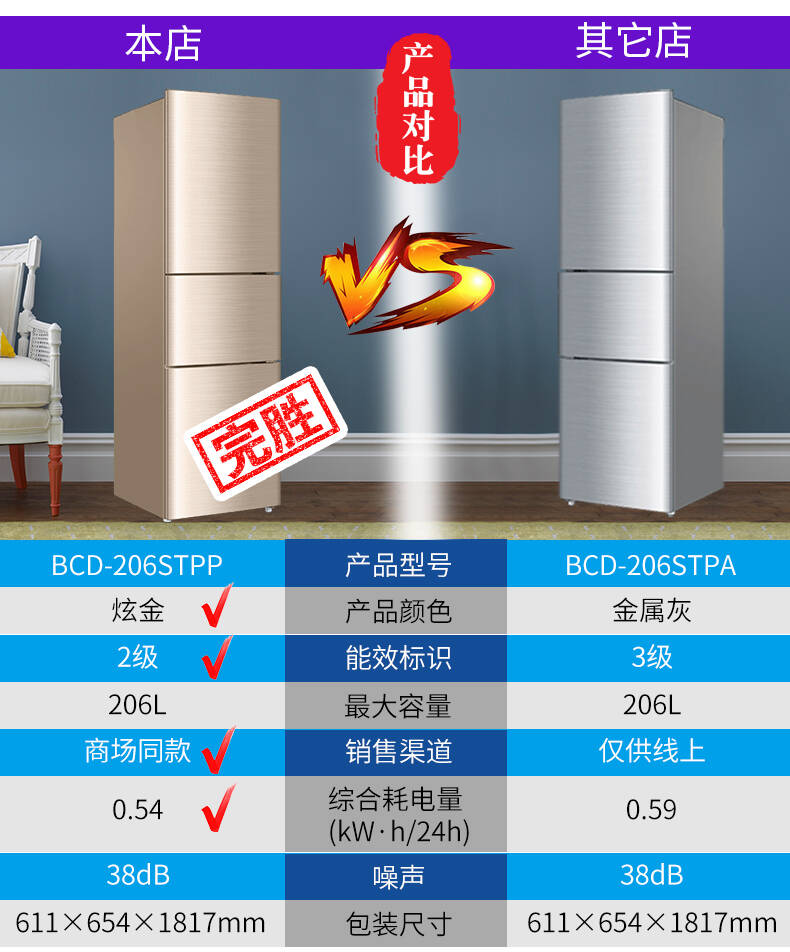 本店
其它店
产品对比
VS
完胜
BCD-206STPP 产品型号 BCD-206STPA
炫金 产品颜色 金属灰
2级 能效标识 3级
206L 最大容量 206L
商场同款 销售渠道 仅供线上
0.54 综合耗电量 0.59
(kW·h/24h)
38dB 噪声 38dB
611×654×1817mm 包装尺寸 611×654×1817mm